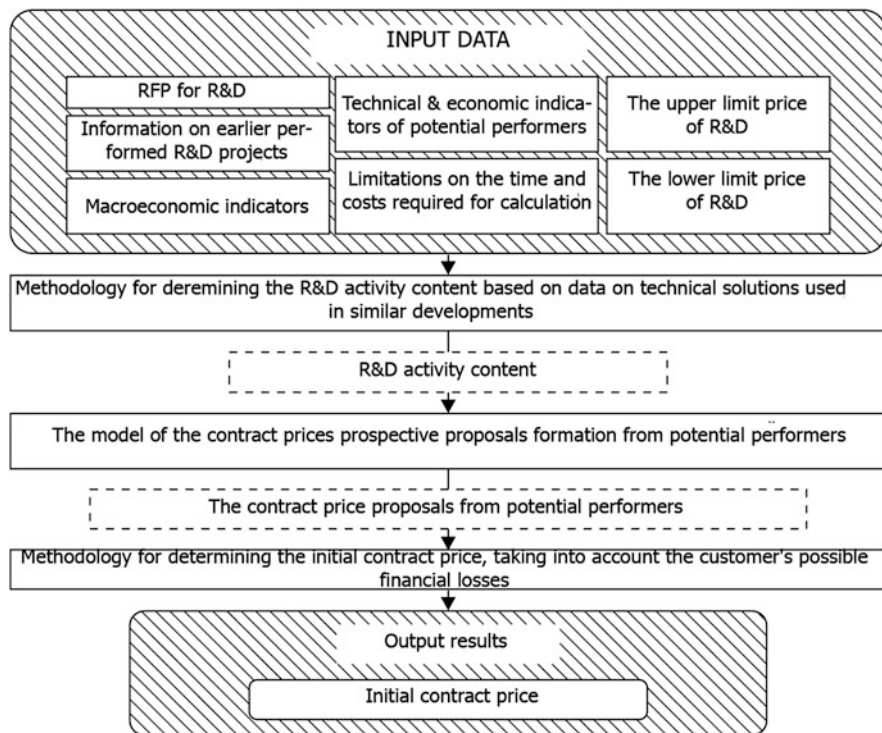 INPUT DATA
RFP for R&D
Information on earlier per-
formed R&D projects
Macroeconomic indicators
Technical & economic indica-
tors of potential performers
Limitations on the time and
costs required for calculation
The upper limit price
of R&D
The lower limit price
of R&D
Methodology for deremining the R&D activity content based on data on technical solutions used
in similar developments
R&D activity content
The model of the contract prices prospective proposals formation from potential performers
The contract price proposals from potential performers
Methodology for determining the initial contract price, taking into account the customer's possible
financial losses
Output results
Initial contract price